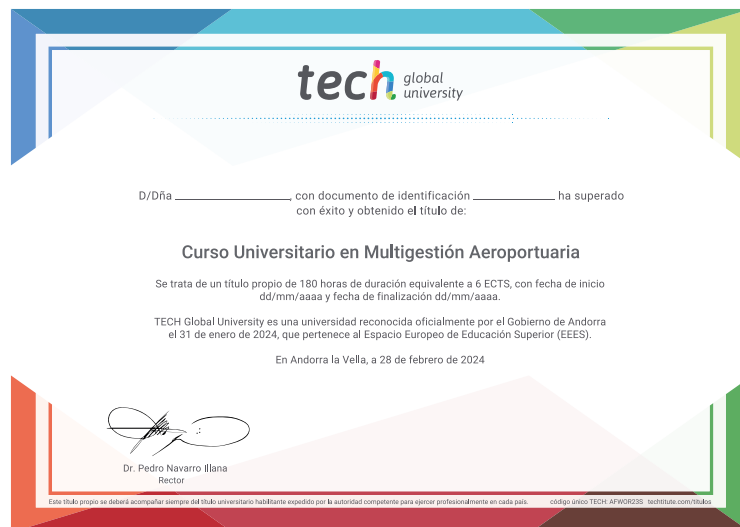 tech global university
D/Dña ____________________, con documento de identificación ______________ ha superado
con éxito y obtenido el título de:
Curso Universitario en Multigestión Aeroportuaria
Se trata de un título propio de 180 horas de duración equivalente a 6 ECTS, con fecha de inicio
dd/mm/aaaa y fecha de finalización dd/mm/aaaa.
TECH Global University es una universidad reconocida oficialmente por el Gobierno de Andorra
el 31 de enero de 2024, que pertenece al Espacio Europeo de Educación Superior (EEES).
En Andorra la Vella, a 28 de febrero de 2024
Dr. Pedro Navarro Illana
Rector
Este título propio se deberá acompañar siempre del título universitario habilitante expedido por la autoridad competente para ejercer profesionalmente en cada país. código único TECH: AFWOR23S techtitute.com/titulos